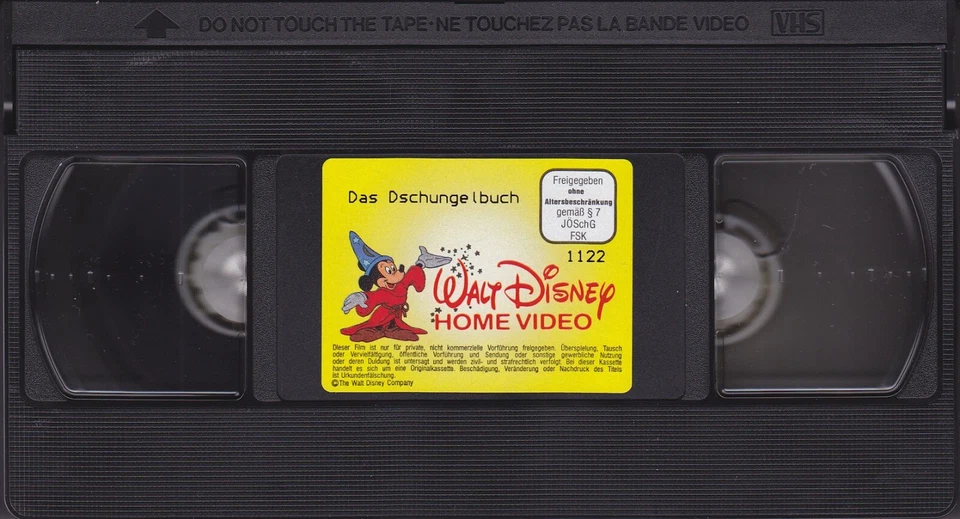 DO NOT TOUCH THE TAPE•NE TOUCHEZ PAS LA BANDE VIDEO VHS
Das Dschungelbuch
Freigegeben
ohne
Altersbeschränkung
gemäß § 7
JÖSchG
FSK
1122
WALT DISNEY
HOME VIDEO
Dieser Film ist nur für private, nicht kommerzielle Vorführung freigegeben. Überspielung, Tausch
oder Vervielfältigung, öffentliche Vorführung und Sendung oder sonstige gewerbliche Nutzung
oder deren Duldung ist untersagt und werden zivil- und strafrechtlich verfolgt. Bei dieser Kassette
handelt es sich um eine Originalkassette. Beschädigung, Veränderung oder Nachdruck des Titels
ist Urkundenfälschung.
©The Walt Disney Company